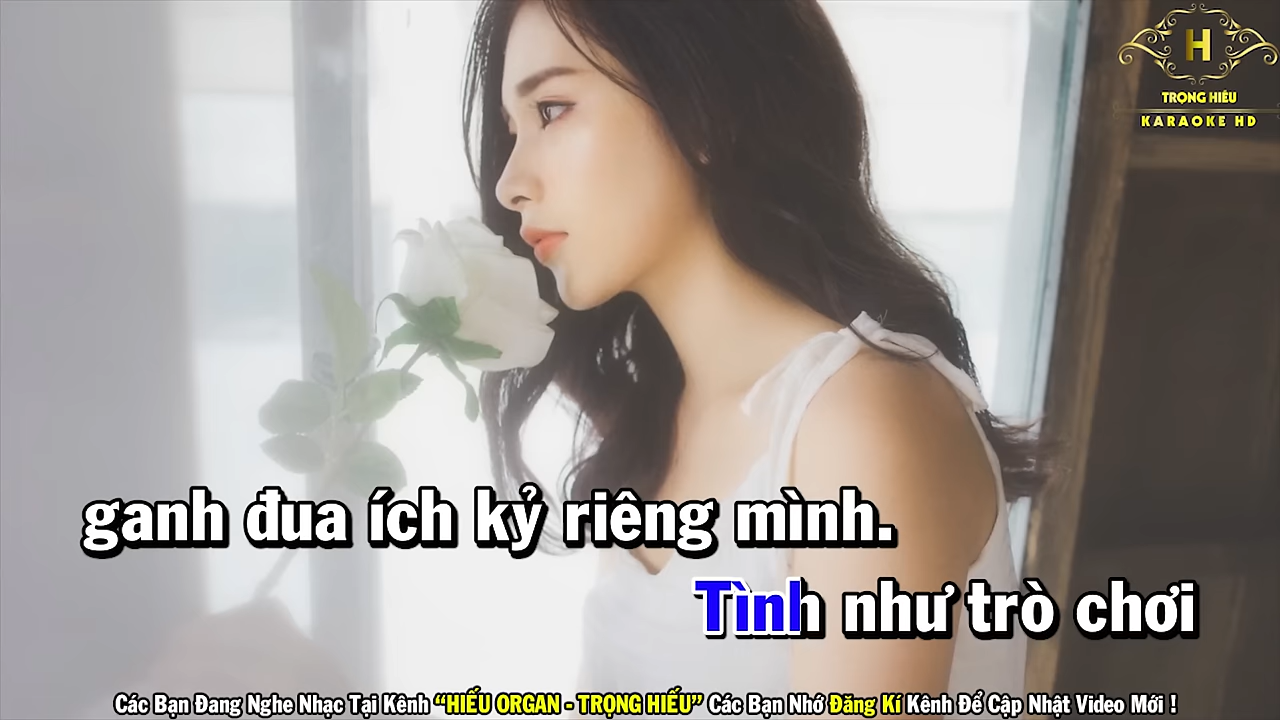 H
TRỌNG HIẾU
KARAOKE HD
ganh đua ích kỷ riêng mình.
Tình như trò chơi
Các Bạn Đang Nghe Nhạc Tại Kênh “HIẾU ORGAN - TRỌNG HIẾU” Các Bạn Nhớ Đăng Kí Kênh Để Cập Nhật Video Mới !